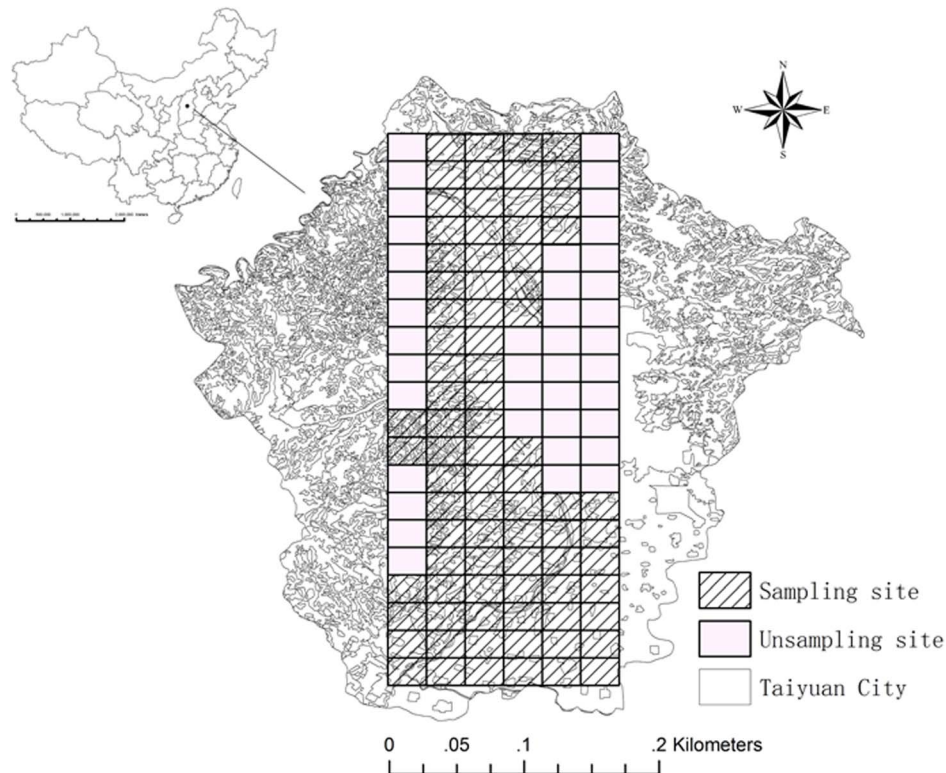 N
W E
S
Sampling site
Unsampling site
Taiyuan City
0 .05 .1 .2 Kilometers